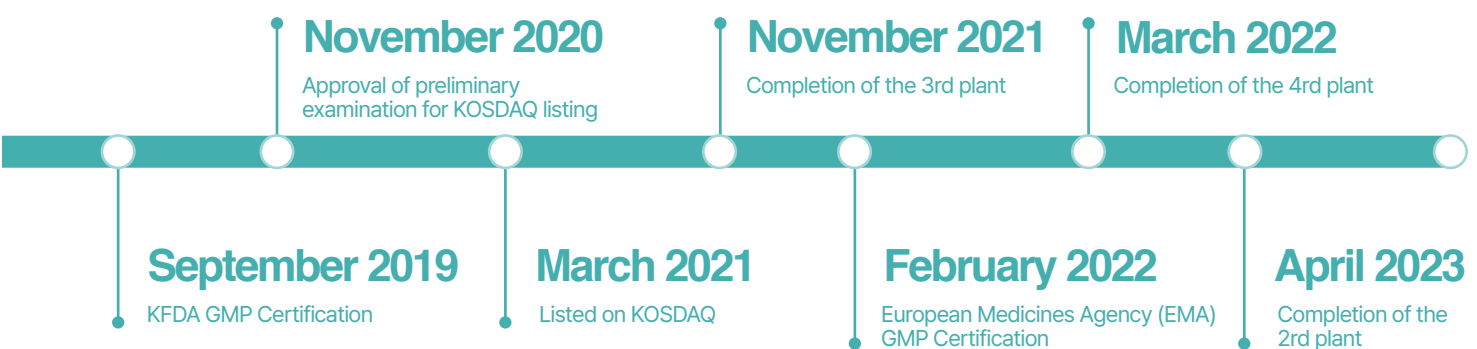 November 2020
Approval of preliminary
examination for KOSDAQ listing
November 2021
Completion of the 3rd plant
March 2022
Completion of the 4rd plant
September 2019
KFDA GMP Certification
March 2021
Listed on KOSDAQ
February 2022
European Medicines Agency (EMA)
GMP Certification
April 2023
Completion of the
2rd plant